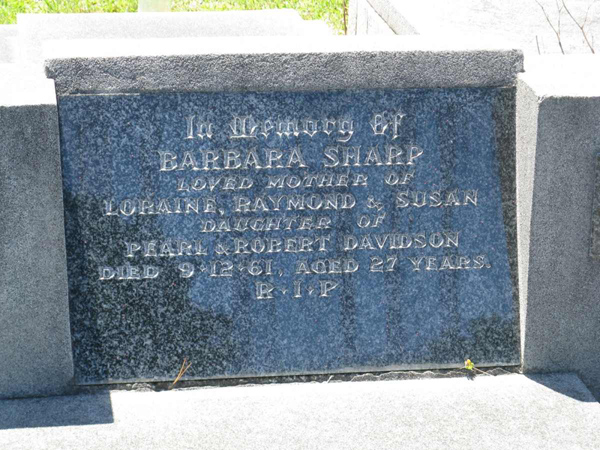 In Memory Of
BARBARA SHARP
LOVED MOTHER OF
LORAINE, RAYMOND & SUSAN
DAUGHTER OF
PEARL & ROBERT DAVIDSON
DIED 9·12·61, AGED 27 YEARS.
R·I·P